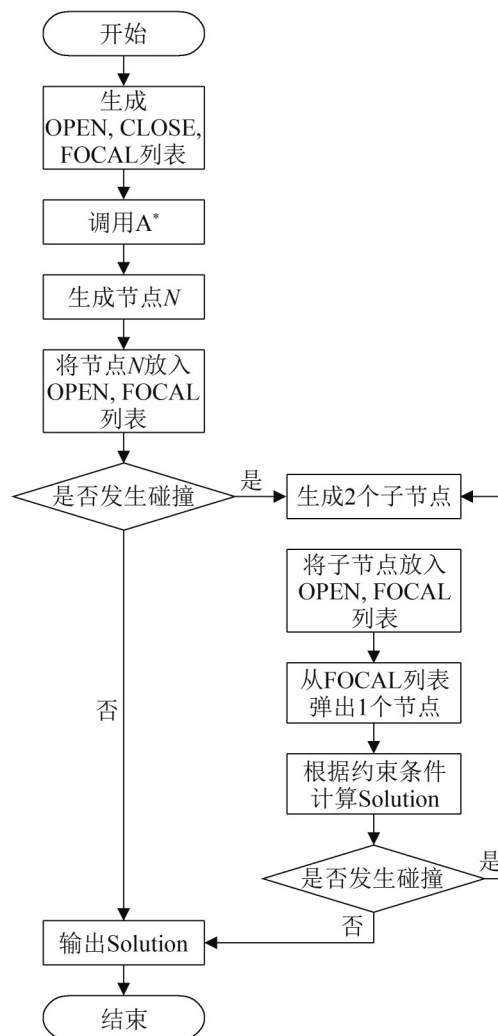 开始
生成
OPEN, CLOSE,
FOCAL列表
调用A*
生成节点N
将节点N放入
OPEN, FOCAL
列表
是否发生碰撞
是
生成2个子节点
将子节点放入
OPEN, FOCAL
列表
从FOCAL列表
弹出1个节点
否
根据约束条件
计算Solution
是否发生碰撞
是
否
输出Solution
结束